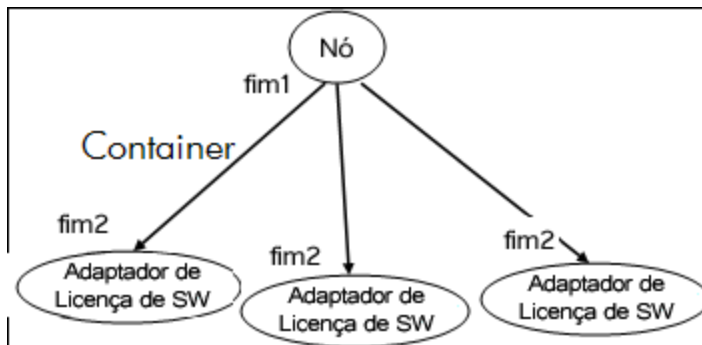 Nó
fim1
Container
fim2
fim2
fim2
Adaptador de
Licença de SW
Adaptador de
Licença de SW
Adaptador de
Licença de SW